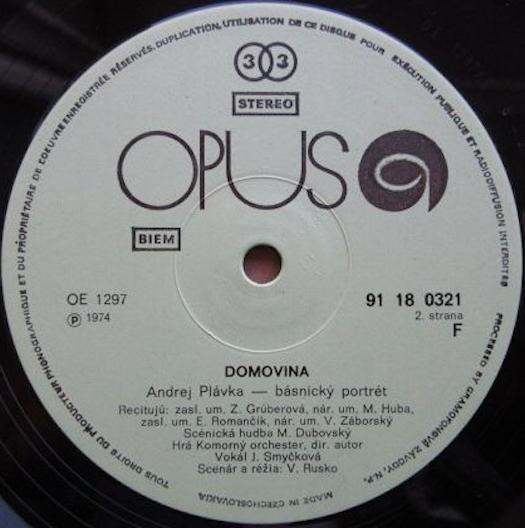 TOUS DROITS DU PRODUCTEUR PHONOGRAPHIQUE ET DU PROPRIÉTAIRE DE L'OEUVRE ENREGISTRÉE RÉSERVÉS. DUPLICATION, UTILISATION DE CE DISQUE POUR EXÉCUTION PUBLIQUE ET RADIODIFFUSION INTERDITES
33
STEREO
OPUS
BIEM
OE 1297
91 18 0321
Ⓟ 1974
2. strana
F
DOMOVINA
Andrej Plávka — básnický portrét
Recitujú: zasl. um. Z. Grúberová, nár. um. M. Huba,
zasl. um. E. Romančík, nár. um. V. Záborský
Scénická hudba M. Dubovský
Hrá Komorný orchester, dir. autor
Vokál J. Smyčková
Scenár a réžia: V. Rusko
MADE IN CZECHOSLOVAKIA
PROCESSED BY GRAMOFONOVÉ ZÁVODY, N.P.